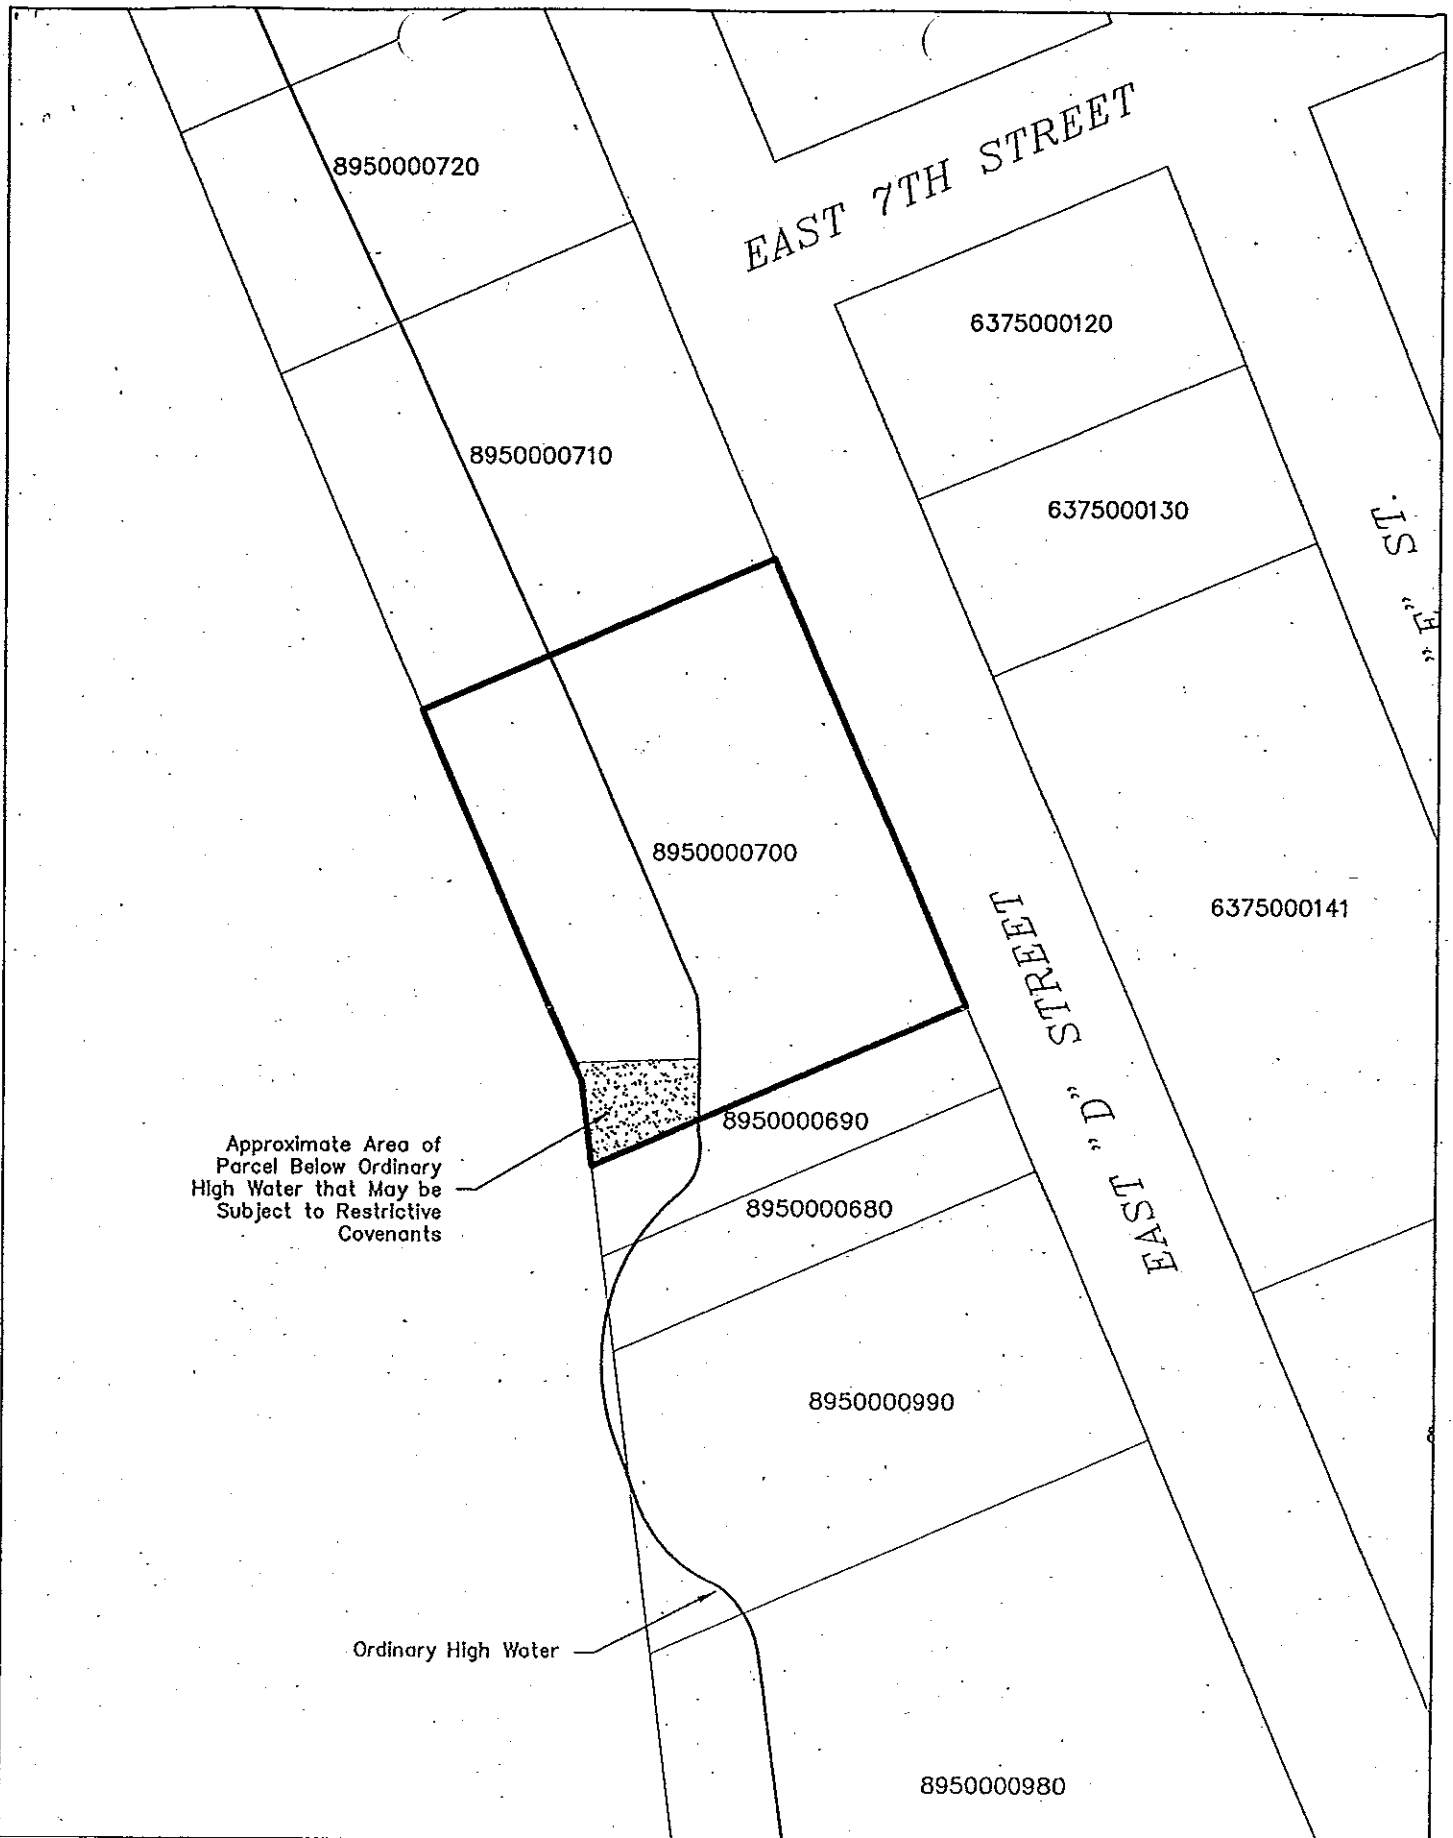 8950000720
EAST 7TH STREET
6375000120
8950000710
6375000130
"E" ST.
8950000700
6375000141
EAST "D" STREET
8950000690
Approximate Area of
Parcel Below Ordinary
High Water that May be
Subject to Restrictive
Covenants
8950000680
8950000990
Ordinary High Water
8950000980